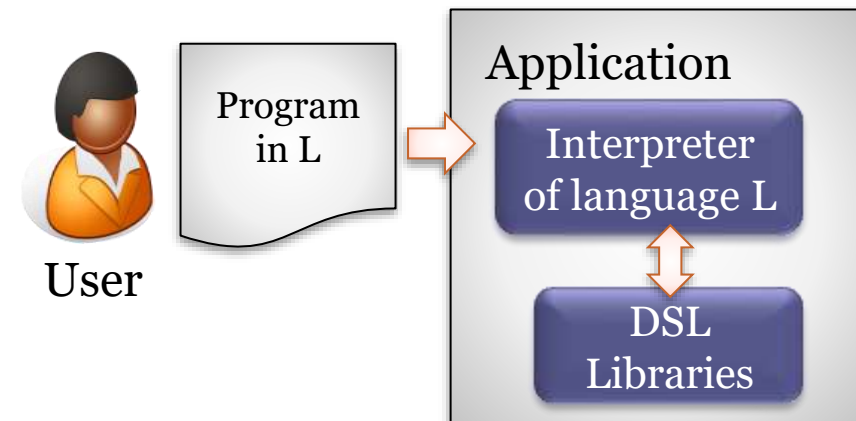 User
Program
in L
Application
Interpreter
of language L
DSL
Libraries